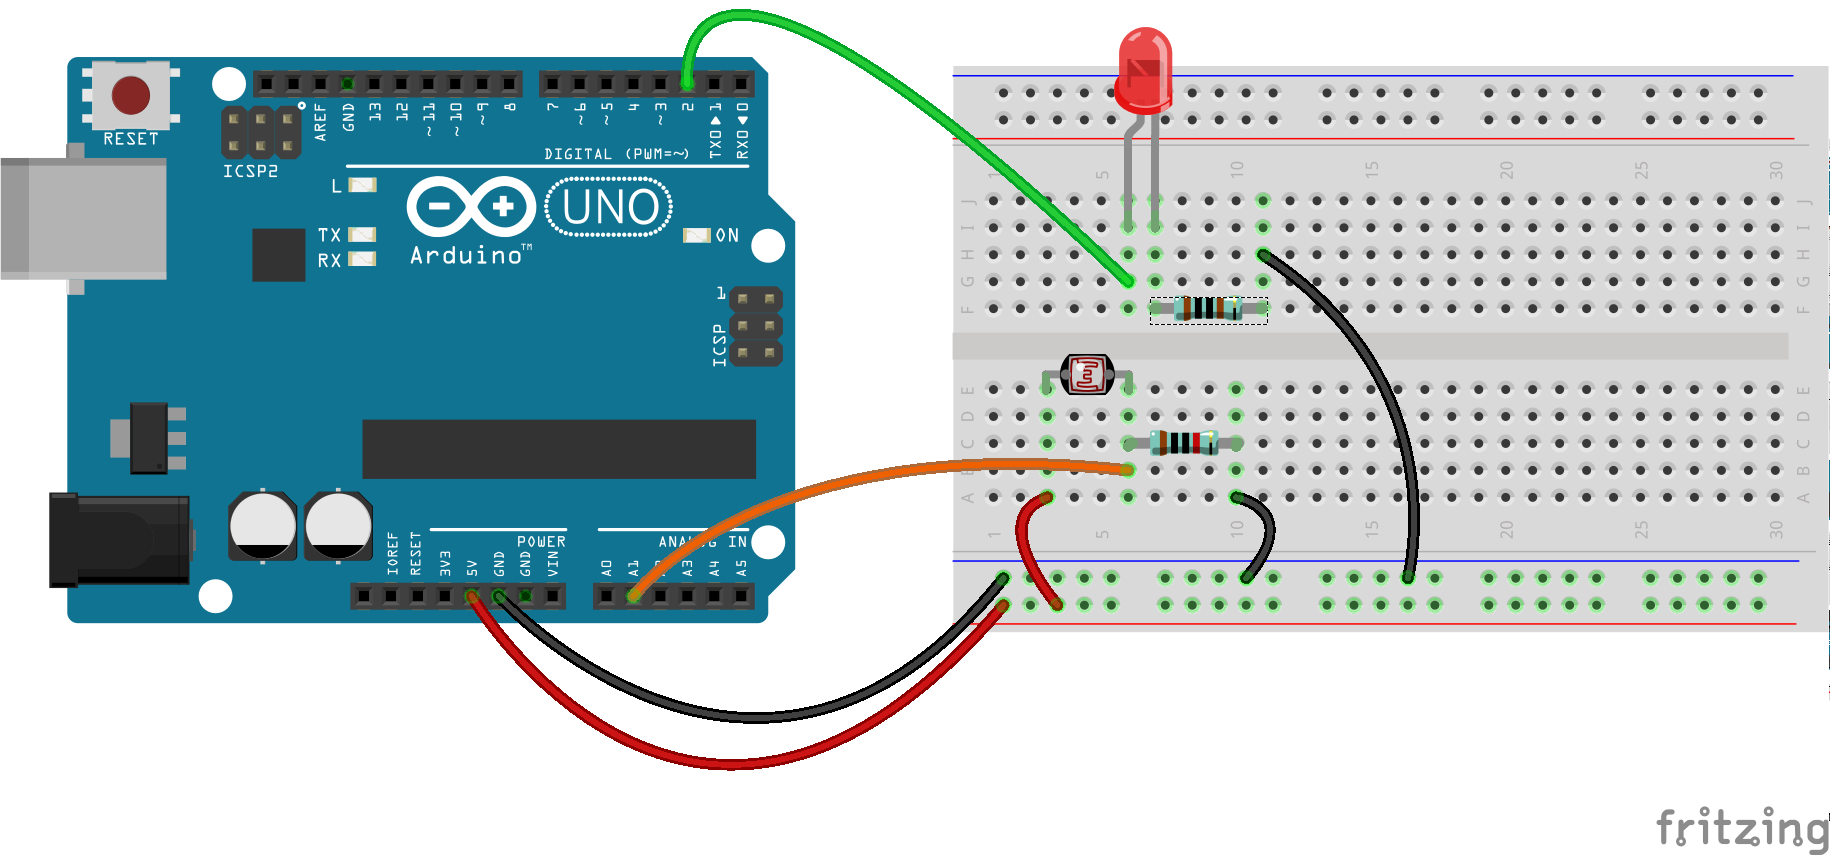 RESET
ICSP2
AREF
GND
13
12
~11
~10
~9
8
7
~6
~5
4
~3
2
TX0▶1
RX0◀0
DIGITAL (PWM=~)
L
TX
RX
UNO
ON
Arduino™
1
ICSP
POWER
ANALOG IN
IOREF
RESET
3V3
5V
GND
GND
VIN
A0
A1
A3
A4
A5
1
5
10
15
20
25
30
J
I
H
G
F
J
I
H
G
F
E
D
C
B
A
E
D
C
B
A
1
5
10
15
20
25
30
fritzing